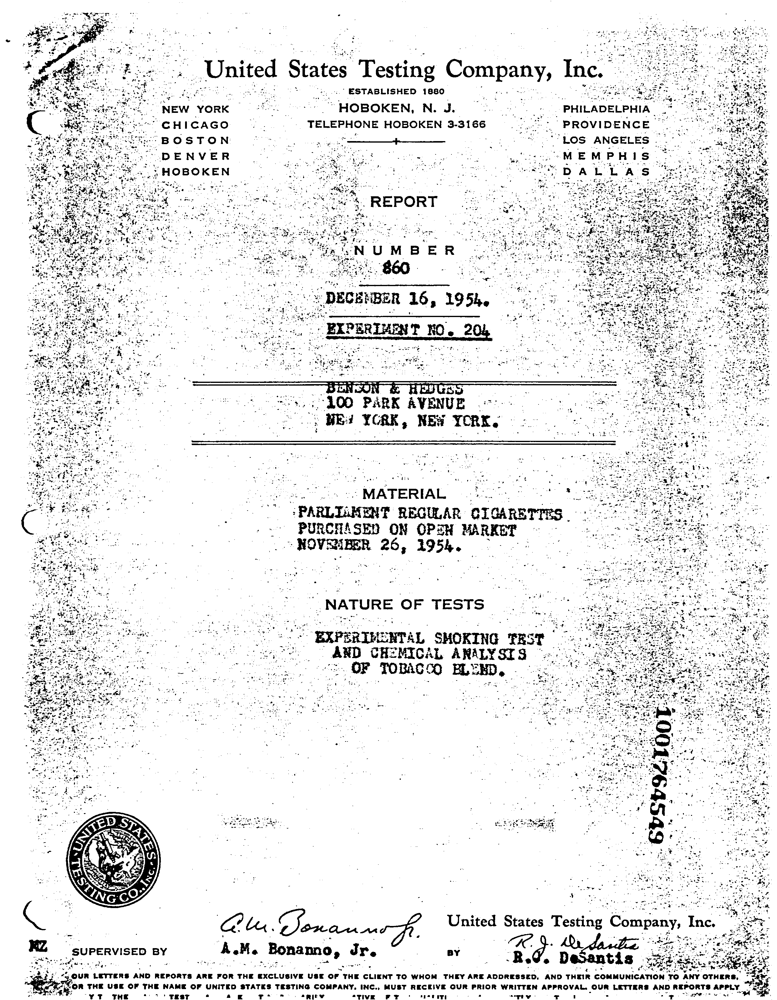 United States Testing Company, Inc.
ESTABLISHED 1880
HOBOKEN, N. J.
TELEPHONE HOBOKEN 3-3166
NEW YORK
CHICAGO
BOSTON
DENVER
HOBOKEN
PHILADELPHIA
PROVIDENCE
LOS ANGELES
MEMPHIS
DALLAS
REPORT
NUMBER
860
DECEMBER 16, 1954.
EXPERIMENT NO. 204
BENSON & HEDGES
100 PARK AVENUE
NEW YORK, NEW YORK.
MATERIAL
PARLIAMENT REGULAR CIGARETTES
PURCHASED ON OPEN MARKET
NOVEMBER 26, 1954.
NATURE OF TESTS
EXPERIMENTAL SMOKING TEST
AND CHEMICAL ANALYSIS
OF TOBACCO BLEND.
1001764549
UNITED STATES
TESTING CO. INC.
A.M. Bonanno Jr.
United States Testing Company, Inc.
R. J. DeSantis
MZ
SUPERVISED BY
A.M. Bonanno, Jr.
BY
R.J. DeSantis
OUR LETTERS AND REPORTS ARE FOR THE EXCLUSIVE USE OF THE CLIENT TO WHOM THEY ARE ADDRESSED, AND THEIR COMMUNICATION TO ANY OTHERS,
OR THE USE OF THE NAME OF UNITED STATES TESTING COMPANY, INC., MUST RECEIVE OUR PRIOR WRITTEN APPROVAL. OUR LETTERS AND REPORTS APPLY